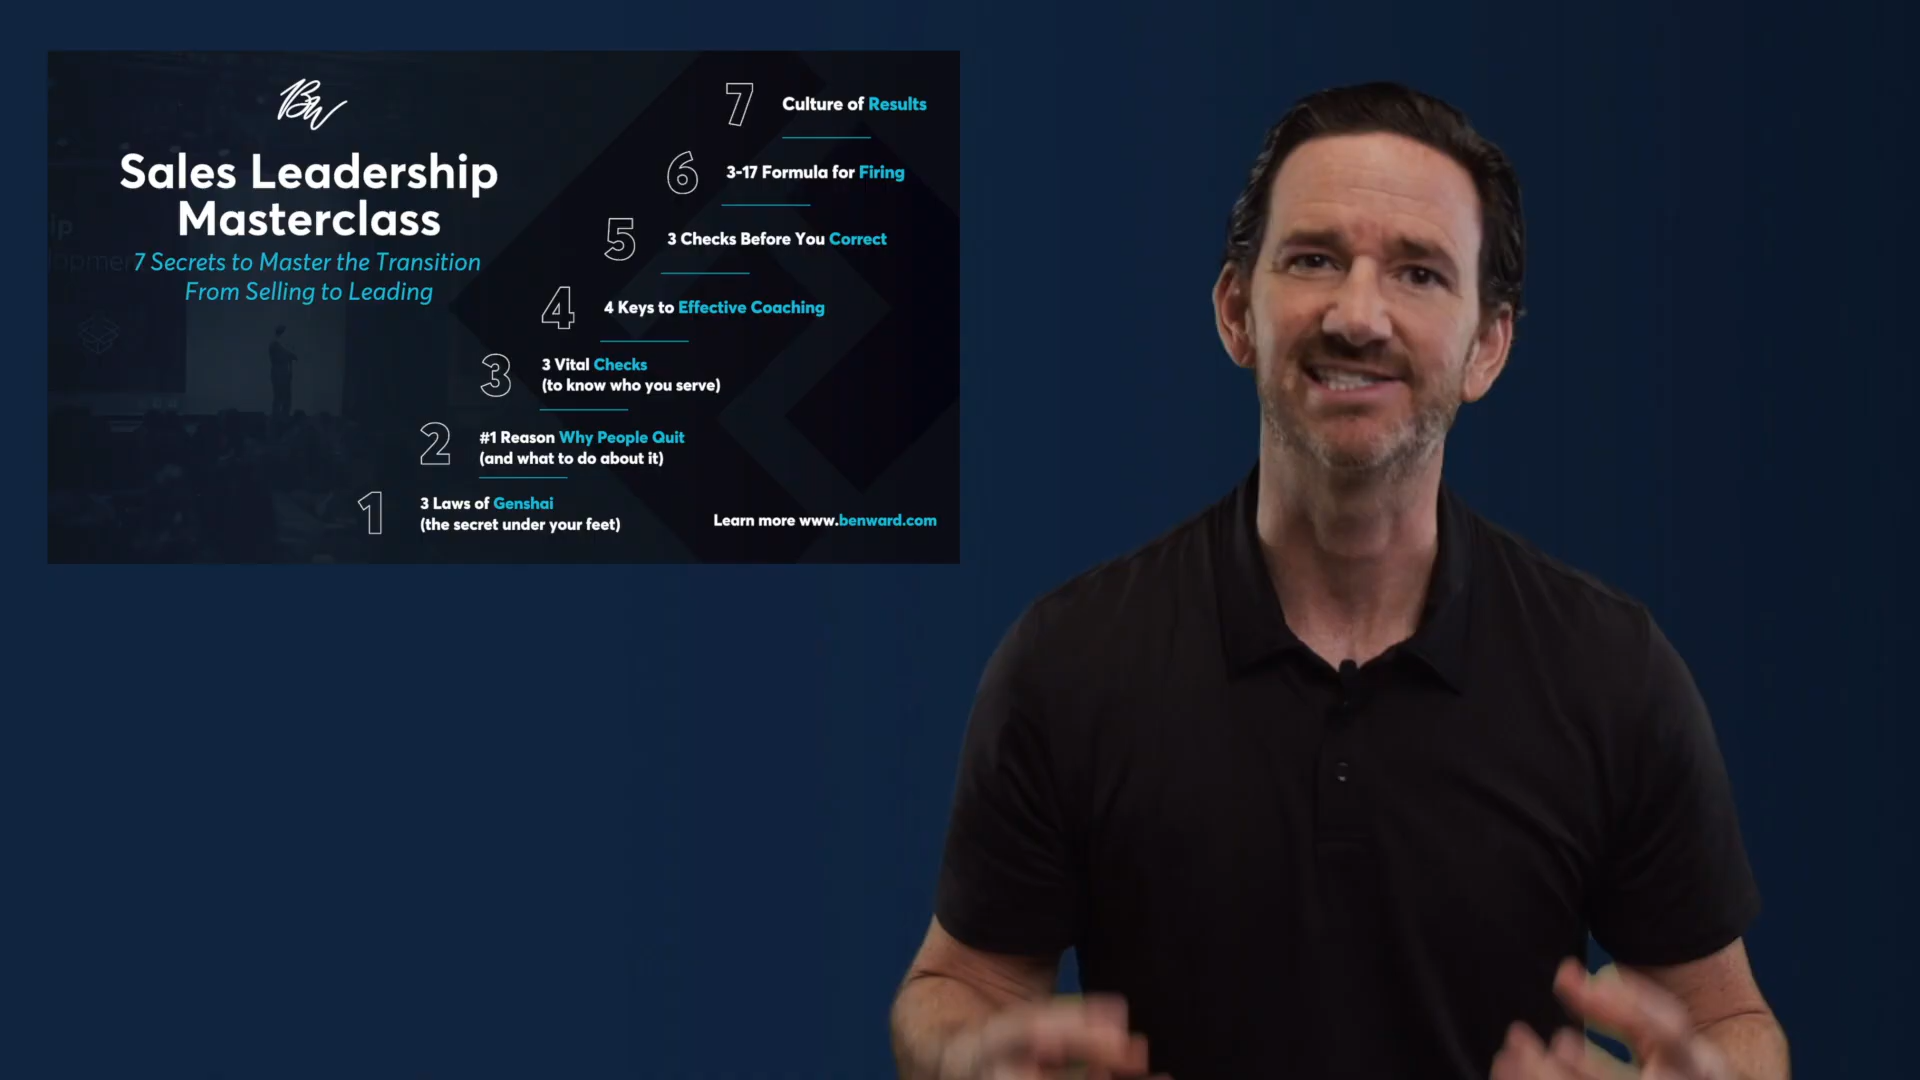 BW
Sales Leadership
Masterclass
7 Secrets to Master the Transition
From Selling to Leading
7 Culture of Results
6 3-17 Formula for Firing
5 3 Checks Before You Correct
4 4 Keys to Effective Coaching
3 3 Vital Checks
(to know who you serve)
2 #1 Reason Why People Quit
(and what to do about it)
1 3 Laws of Genshai
(the secret under your feet)
Learn more www.benward.com